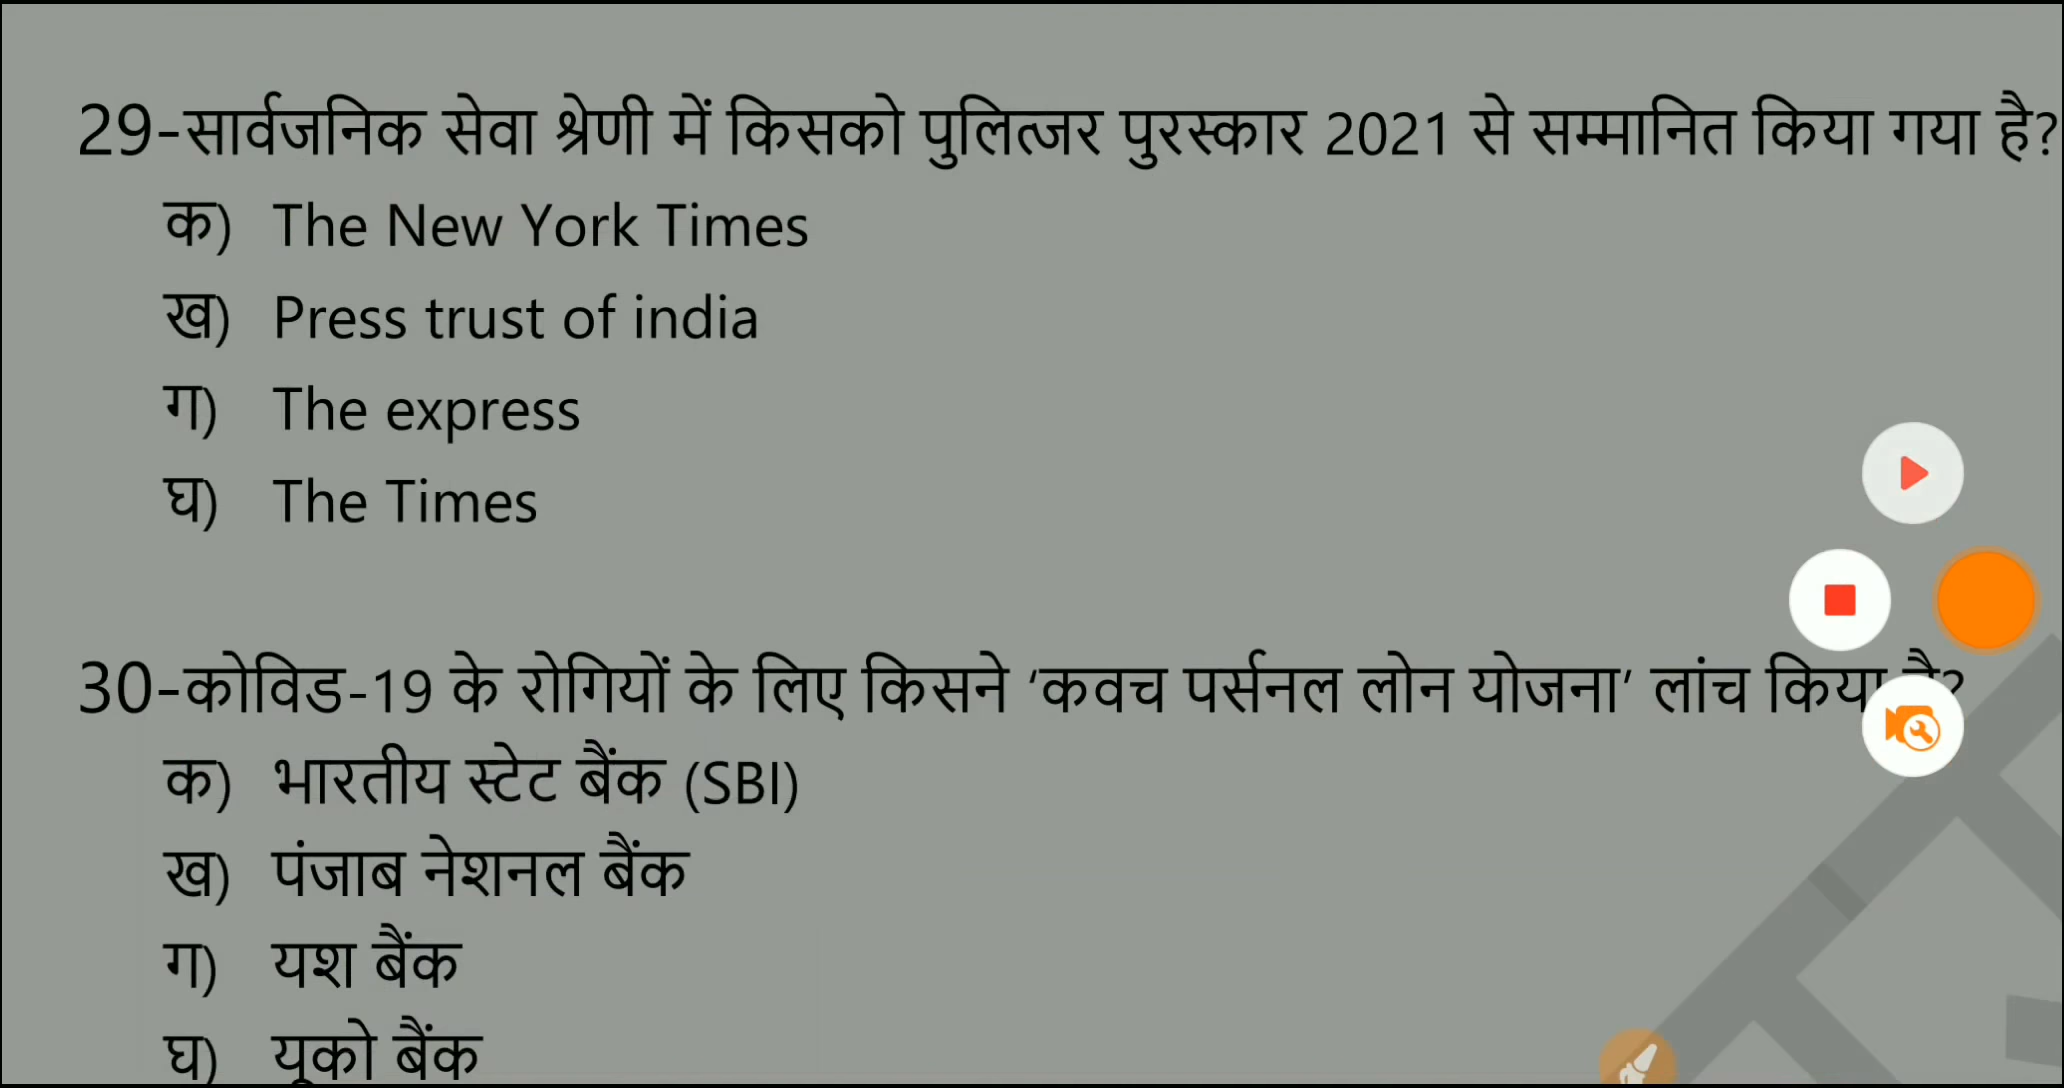 29-सार्वजनिक सेवा श्रेणी में किसको पुलित्जर पुरस्कार 2021 से सम्मानित किया गया है?
क) The New York Times
ख) Press trust of india
ग) The express
घ) The Times
30-कोविड-19 के रोगियों के लिए किसने ‘कवच पर्सनल लोन योजना’ लांच किया है?
क) भारतीय स्टेट बैंक (SBI)
ख) पंजाब नेशनल बैंक
ग) यश बैंक
घ) यूको बैंक